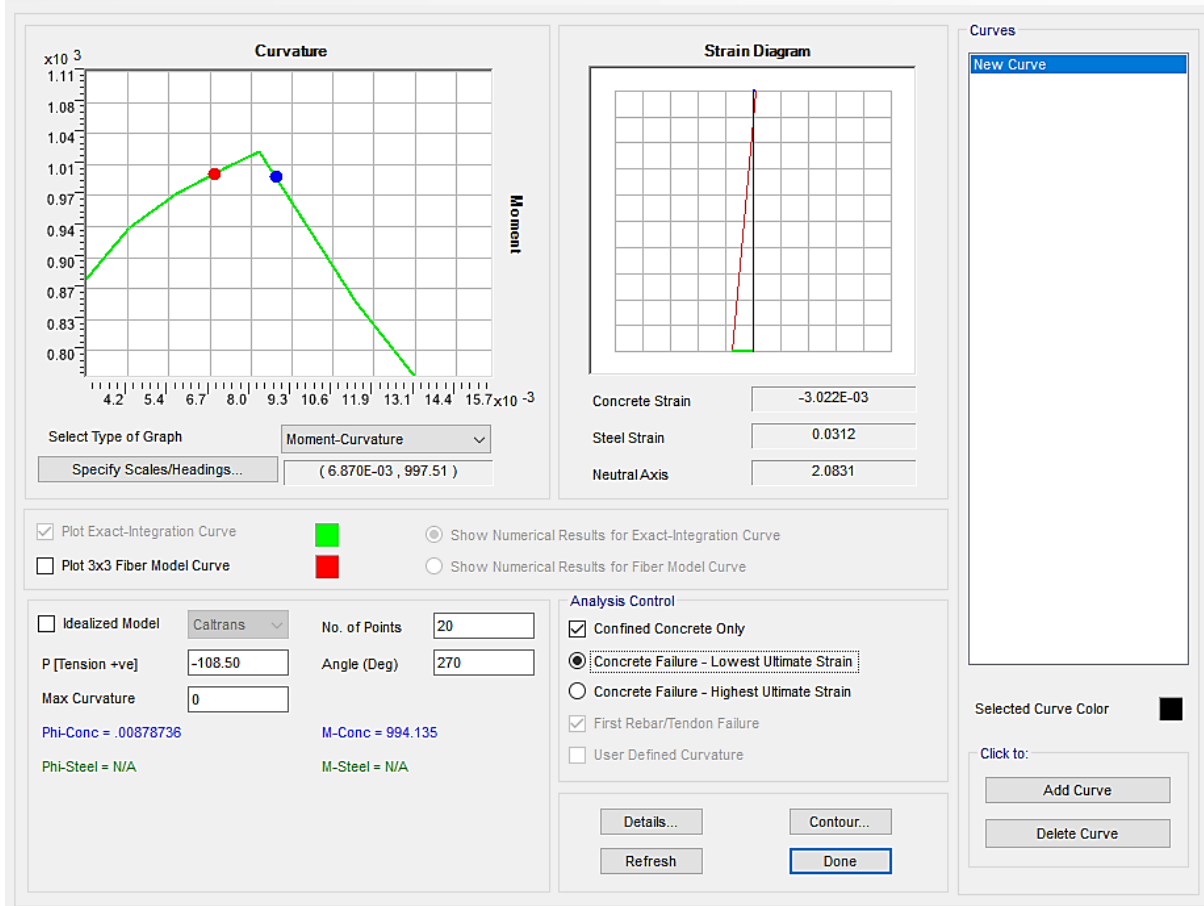 Curvature
x10 3
1.11
1.08
1.04
1.01
0.97
0.94
0.90
0.87
0.83
0.80
Moment
4.2 5.4 6.7 8.0 9.3 10.6 11.9 13.1 14.4 15.7 x10 -3
Select Type of Graph
Moment-Curvature
Specify Scales/Headings...
( 6.870E-03 , 997.51 )
Strain Diagram
Concrete Strain
-3.022E-03
Steel Strain
0.0312
Neutral Axis
2.0831
Curves
New Curve
Plot Exact-Integration Curve
Show Numerical Results for Exact-Integration Curve
Plot 3x3 Fiber Model Curve
Show Numerical Results for Fiber Model Curve
Idealized Model
Caltrans
No. of Points
20
P [Tension +ve]
-108.50
Angle (Deg)
270
Max Curvature
0
Phi-Conc = .00878736
M-Conc = 994.135
Phi-Steel = N/A
M-Steel = N/A
Analysis Control
Confined Concrete Only
Concrete Failure - Lowest Ultimate Strain
Concrete Failure - Highest Ultimate Strain
First Rebar/Tendon Failure
User Defined Curvature
Details...
Contour...
Refresh
Done
Selected Curve Color
Click to:
Add Curve
Delete Curve